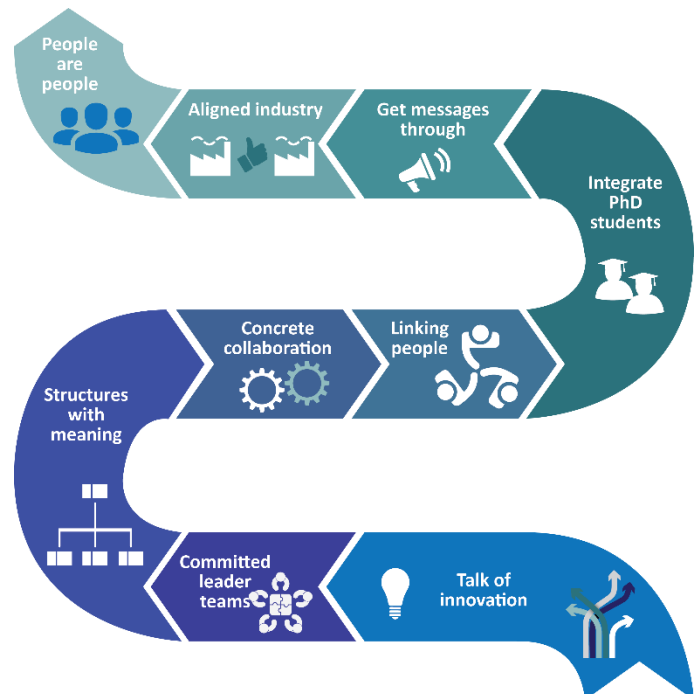 People
are
people
Aligned industry
Get messages
through
Integrate
PhD
students
Concrete
collaboration
Linking
people
Structures
with
meaning
Committed
leader
teams
Talk of
innovation